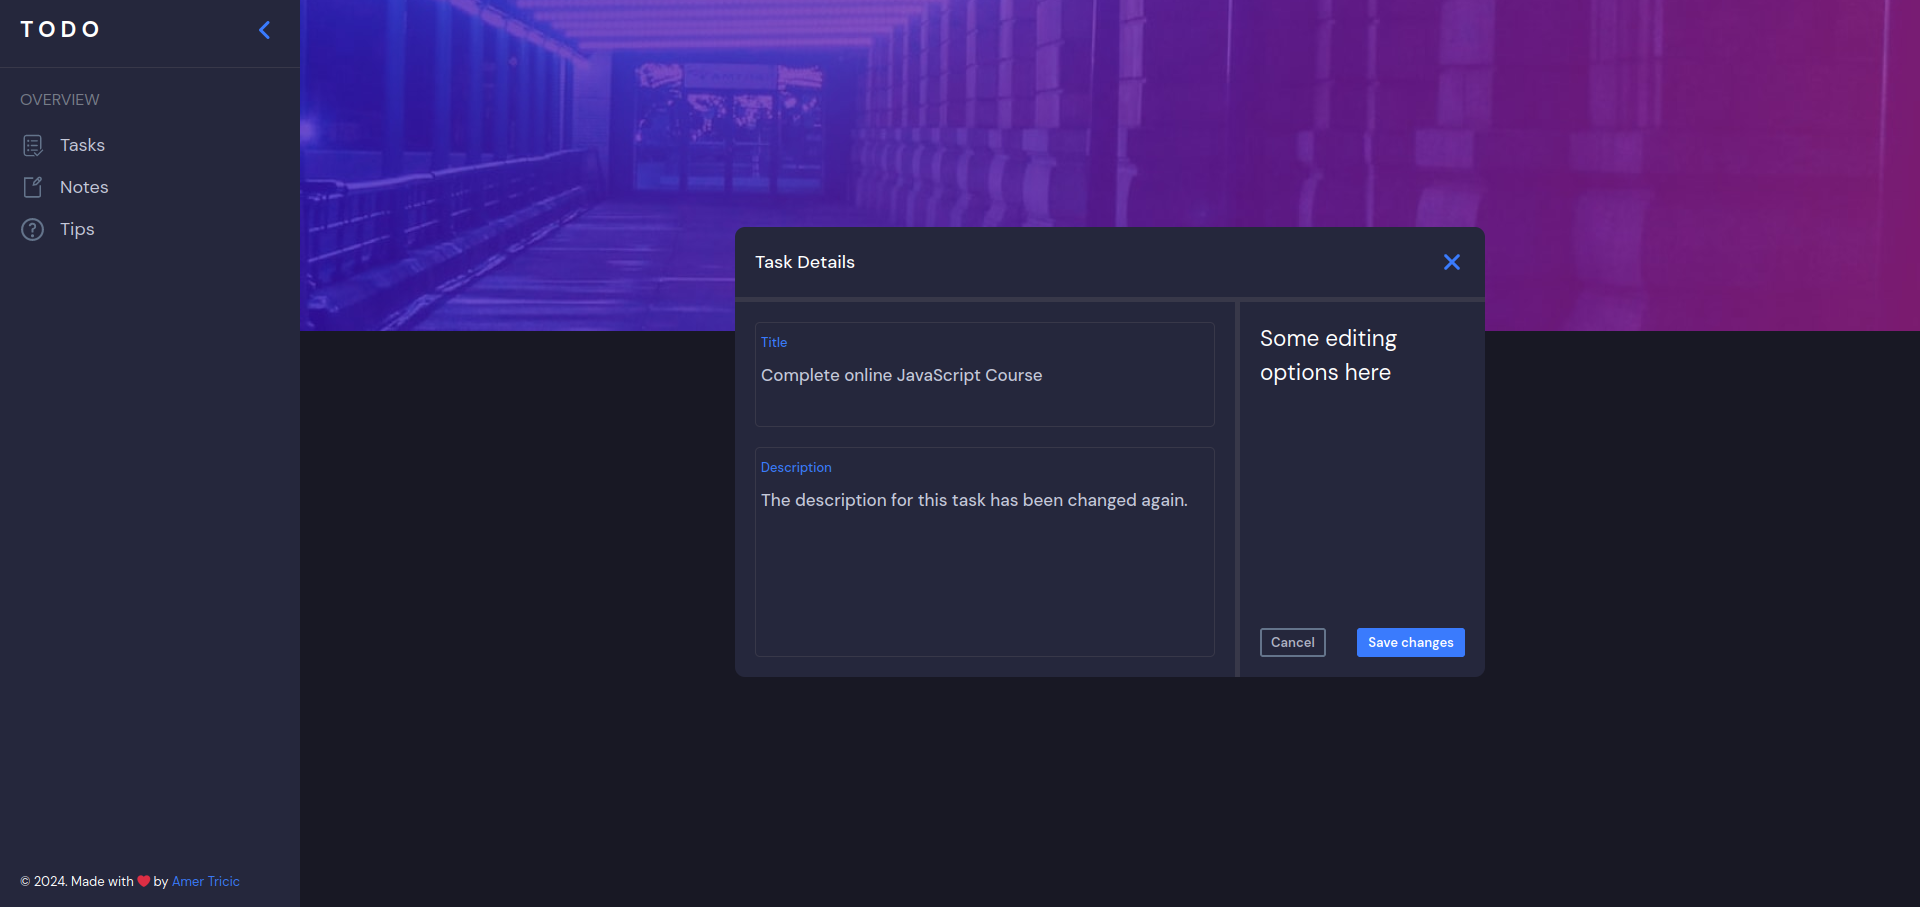 TODO
OVERVIEW
Tasks
Notes
Tips
Task Details
Title
Complete online JavaScript Course
Description
The description for this task has been changed again.
Some editing
options here
Cancel
Save changes
© 2024. Made with ❤ by Amer Tricic